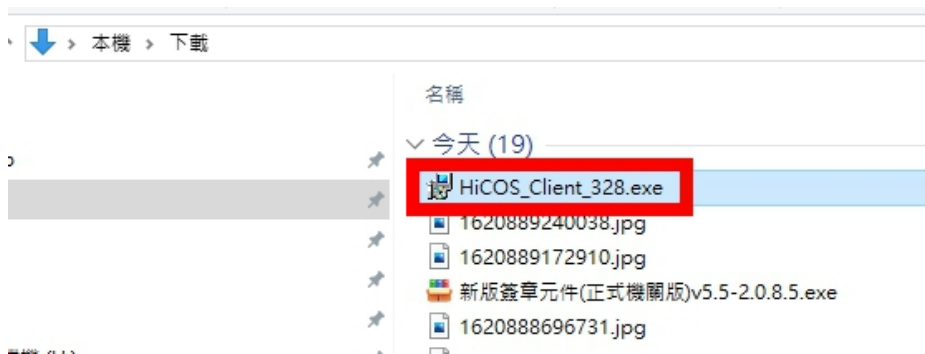 本機 > 下載
名稱
今天 (19)
HiCOS_Client_328.exe
1620889240038.jpg
1620889172910.jpg
新版簽章元件(正式機關版)v5.5-2.0.8.5.exe
1620888696731.jpg